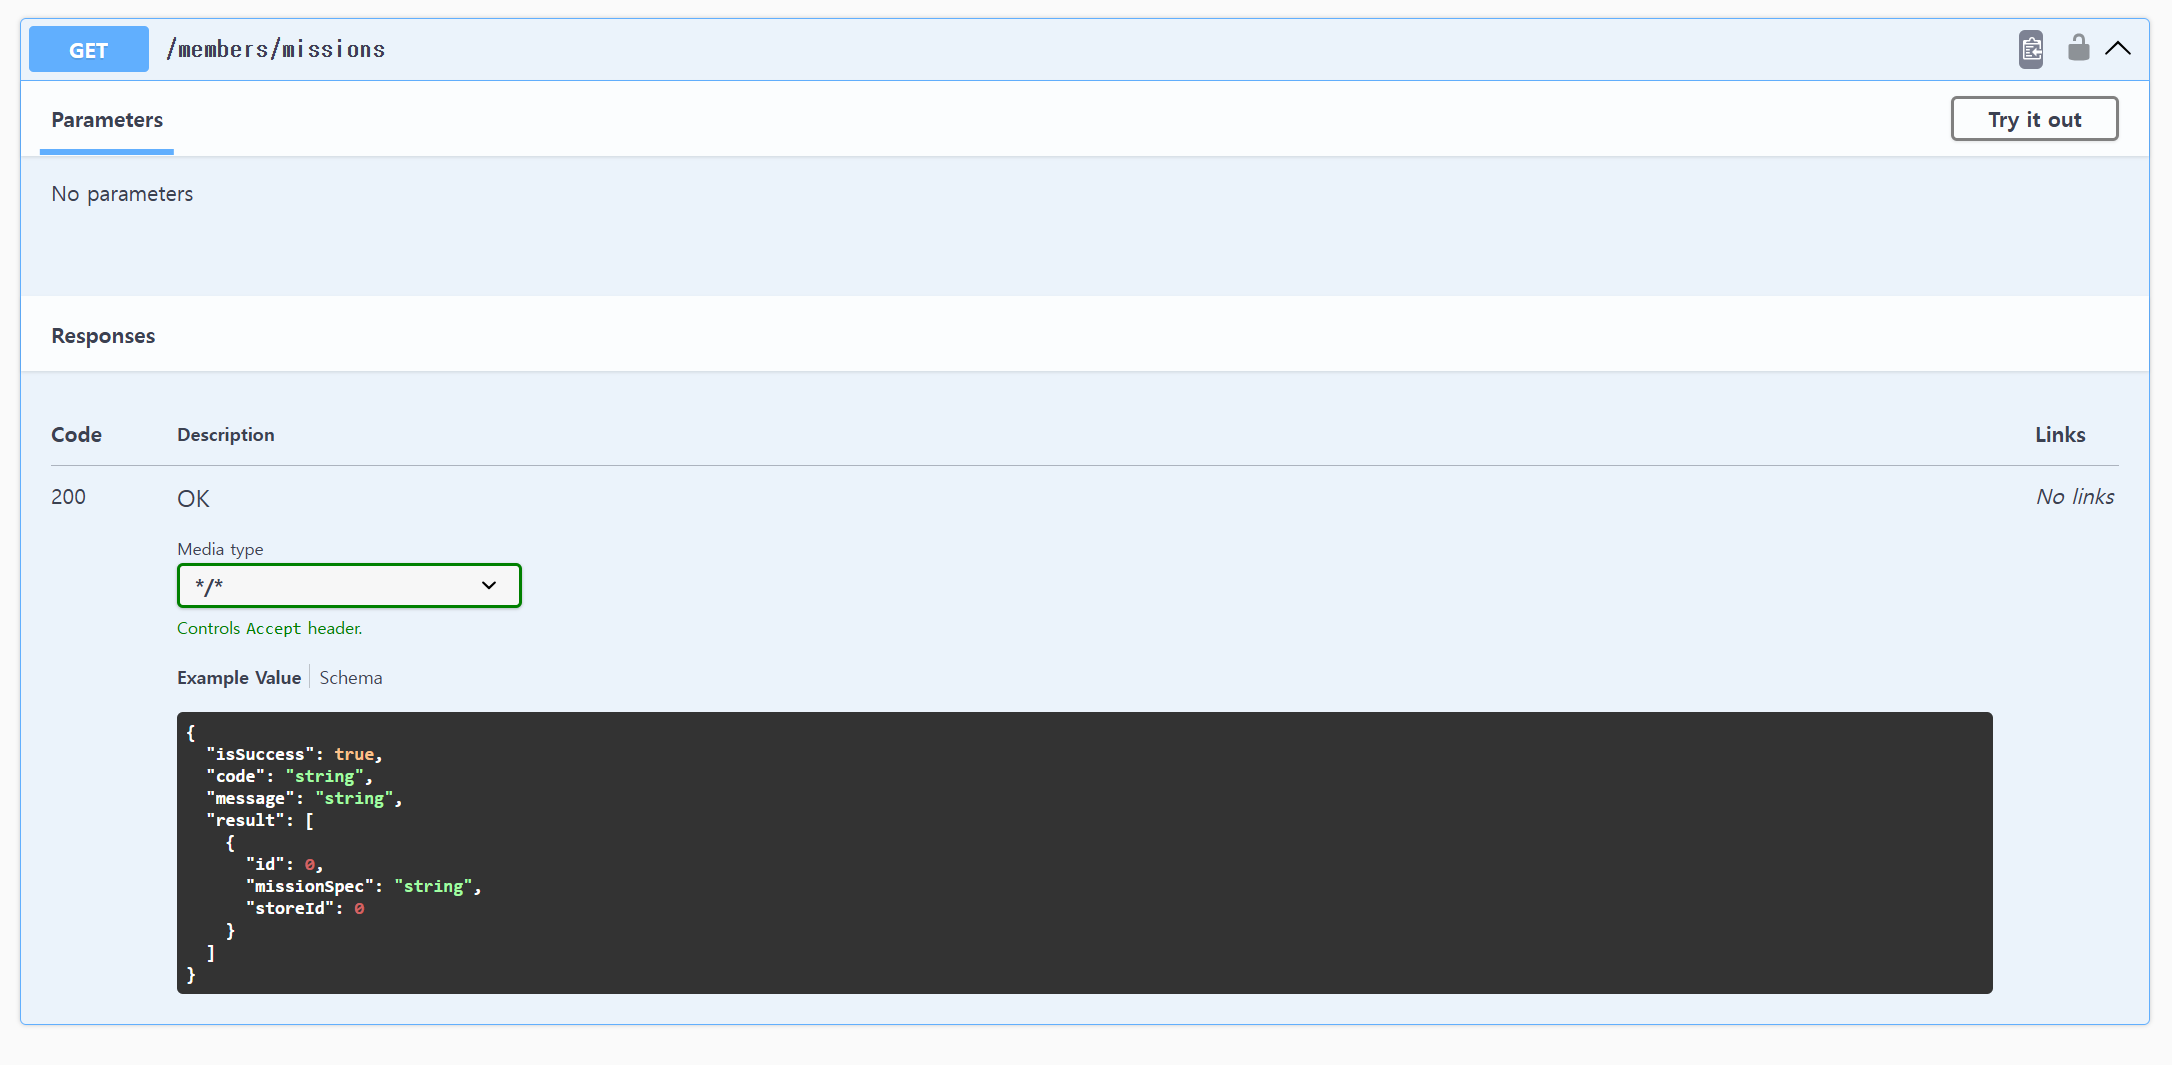 GET /members/missions
Parameters
Try it out
No parameters
Responses
Code Description Links
200 OK No links
Media type
*/*
Controls Accept header.
Example Value Schema
{
  "isSuccess": true,
  "code": "string",
  "message": "string",
  "result": [
    {
      "id": 0,
      "missionSpec": "string",
      "storeId": 0
    }
  ]
}